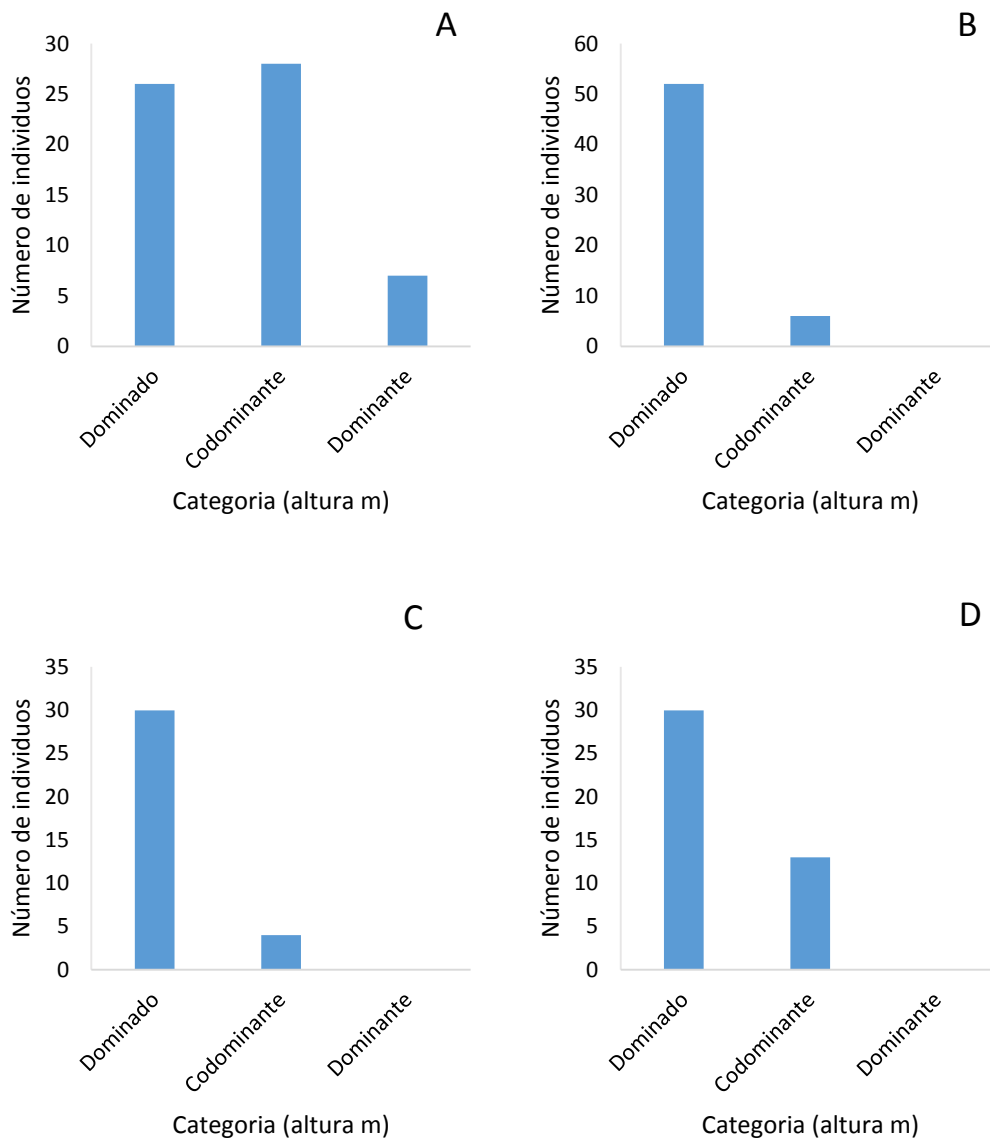 A
Número de individuos
30
25
20
15
10
5
0
Dominado
Codominante
Dominante
Categoria (altura m)
B
Número de individuos
60
50
40
30
20
10
0
Dominado
Codominante
Dominante
Categoria (altura m)
C
Número de individuos
35
30
25
20
15
10
5
0
Dominado
Codominante
Dominante
Categoria (altura m)
D
Número de individuos
35
30
25
20
15
10
5
0
Dominado
Codominante
Dominante
Categoria (altura m)